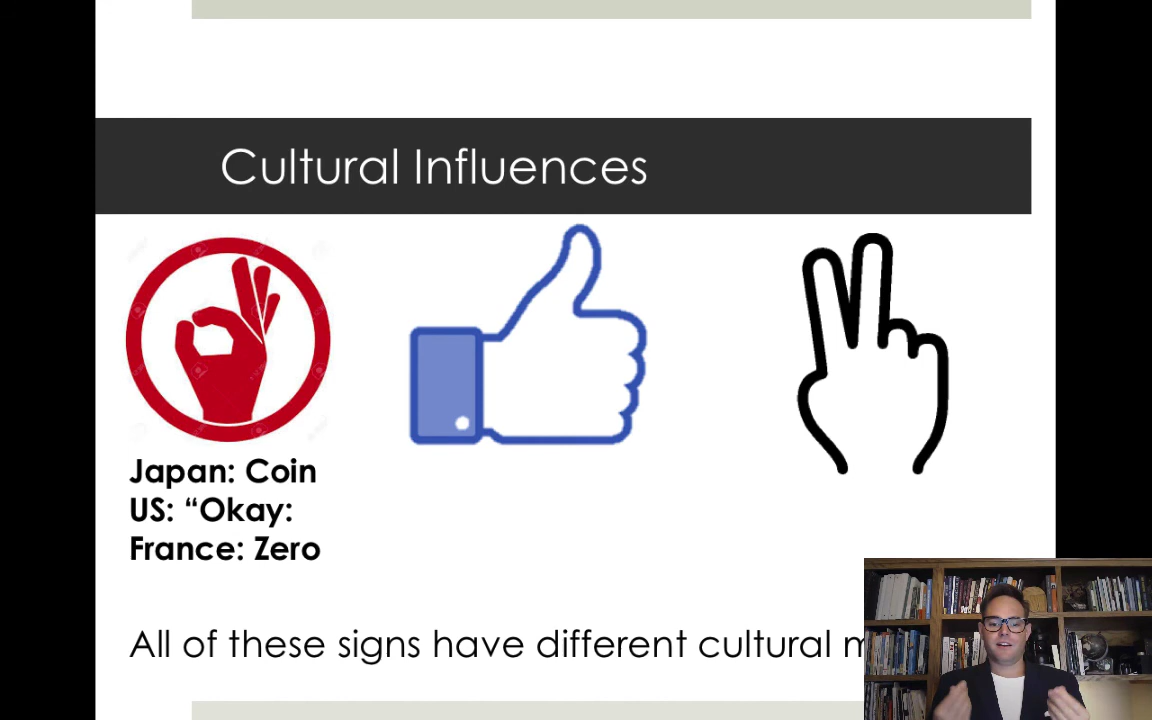 Cultural Influences
Japan: Coin
US: “Okay:
France: Zero
All of these signs have different cultural